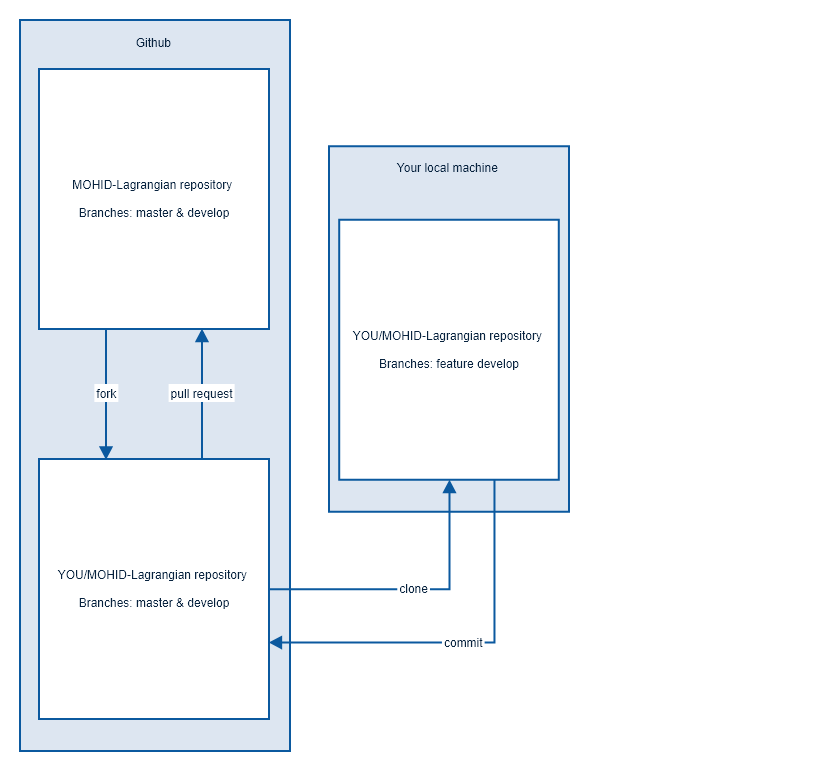 Github
MOHID-Lagrangian repository
Branches: master & develop
fork
pull request
YOU/MOHID-Lagrangian repository
Branches: master & develop
Your local machine
YOU/MOHID-Lagrangian repository
Branches: feature develop
clone
commit